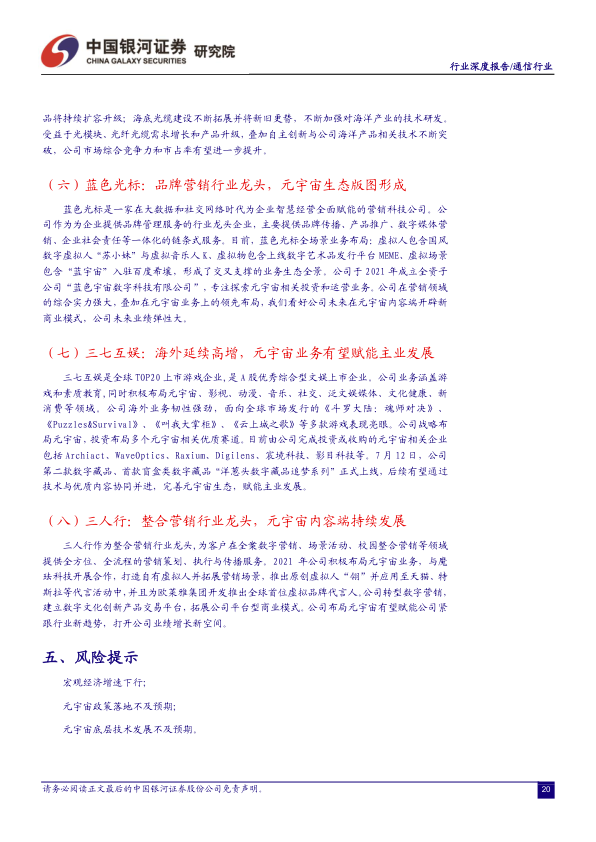 中国银河证券 研究院
CHINA GALAXY SECURITIES
行业深度报告/通信行业
品将持续扩容升级；海底光缆建设不断拓展并将新旧更替，不断加强对海洋产业的技术研发。
受益于光模块、光纤光缆需求增长和产品升级，叠加自主创新与公司海洋产品相关技术不断突
破，公司市场综合竞争力和市占率有望进一步提升。
（六）蓝色光标：品牌营销行业龙头，元宇宙生态版图形成
蓝色光标是一家在大数据和社交网络时代为企业智慧经营全面赋能的营销科技公司。公
司作为为企业提供品牌管理服务的行业龙头企业，主要提供品牌传播、产品推广、数字媒体营
销、企业社会责任等一体化的链条式服务。目前，蓝色光标全场景业务布局：虚拟人包含国风
数字虚拟人“苏小妹”与虚拟音乐人 K、虚拟物包含上线数字艺术品发行平台 MEME、虚拟场景
包含“蓝宇宙”入驻百度希壤，形成了交叉支撑的业务生态全景。公司于 2021 年成立全资子
公司“蓝色宇宙数字科技有限公司”，专注探索元宇宙相关投资和运营业务。公司在营销领域
的综合实力强大，叠加在元宇宙业务上的领先布局，我们看好公司未来在元宇宙内容端开辟新
商业模式，公司未来业绩弹性大。
（七）三七互娱：海外延续高增，元宇宙业务有望赋能主业发展
三七互娱是全球 TOP20 上市游戏企业，是 A 股优秀综合型文娱上市企业。公司业务涵盖游
戏和素质教育，同时积极布局元宇宙、影视、动漫、音乐、社交、泛文娱媒体、文化健康、新
消费等领域。公司海外业务韧性强劲，面向全球市场发行的《斗罗大陆：魂师对决》、
《Puzzles&Survival》、《叫我大掌柜》、《云上城之歌》等多款游戏表现亮眼。公司战略布
局元宇宙，投资布局多个元宇宙相关优质赛道。目前由公司完成投资或收购的元宇宙相关企业
包括 Archiact、WaveOptics、Raxium、Digilens、宸境科技、影目科技等。7 月 12 日，公司
第二款数字藏品、首款盲盒类数字藏品“洋葱头数字藏品追梦系列”正式上线，后续有望通过
技术与优质内容协同并进，完善元宇宙生态，赋能主业发展。
（八）三人行：整合营销行业龙头，元宇宙内容端持续发展
三人行作为整合营销行业龙头，为客户在全案数字营销、场景活动、校园整合营销等领域
提供全方位、全流程的营销策划、执行与传播服务。2021 年公司积极布局元宇宙业务，与魔
珐科技开展合作，打造自有虚拟人并拓展营销场景，推出原创虚拟人“翎”并应用至天猫、特
斯拉等代言活动中，并且为欧莱雅集团开发推出全球首位虚拟品牌代言人。公司转型数字营销，
建立数字文化创新产品交易平台，拓展公司平台型商业模式。公司布局元宇宙有望赋能公司紧
跟行业新趋势，打开公司业绩增长新空间。
五、风险提示
宏观经济增速下行；
元宇宙政策落地不及预期；
元宇宙底层技术发展不及预期。
请务必阅读正文最后的中国银河证券股份公司免责声明。
20